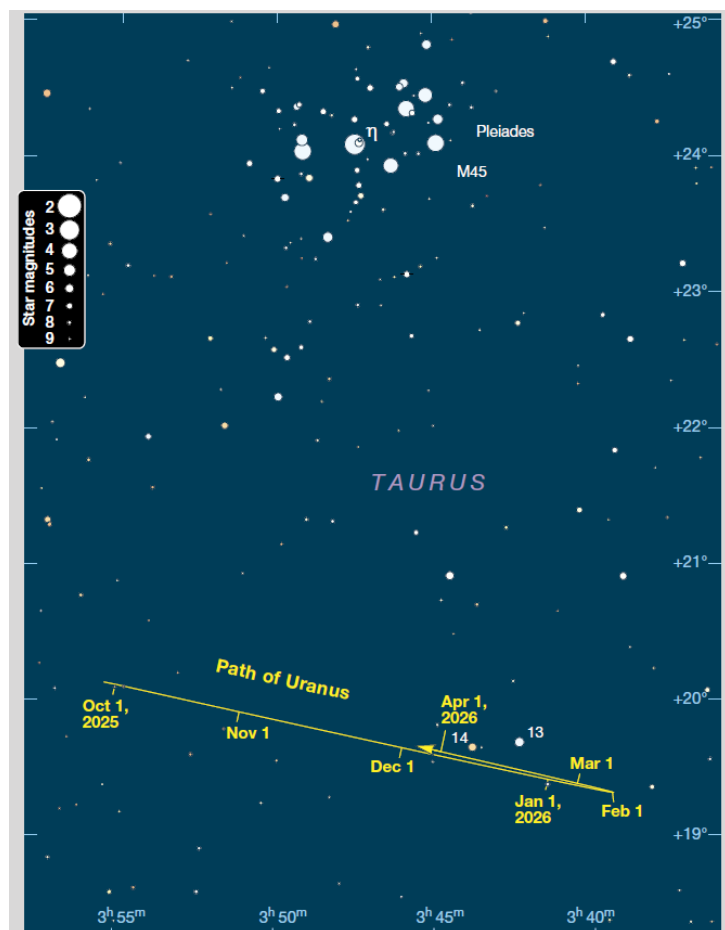 +25°
η
Pleiades
+24°
M45
Star magnitudes
2
3
4
5
6
7
8
9
+23°
+22°
TAURUS
+21°
Path of Uranus
+20°
Oct 1,
2025
Nov 1
Apr 1,
2026
14
13
Dec 1
Mar 1
Jan 1,
2026
Feb 1
+19°
3ʰ 55ᵐ
3ʰ 50ᵐ
3ʰ 45ᵐ
3ʰ 40ᵐ